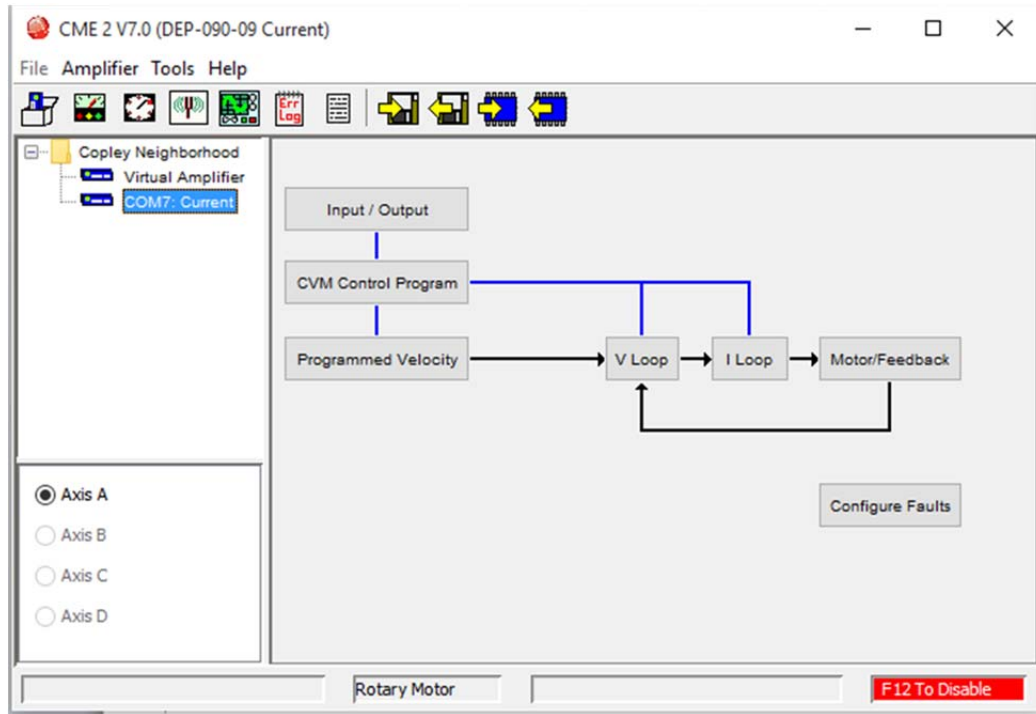 CME 2 V7.0 (DEP-090-09 Current)
File Amplifier Tools Help
Err
Log
Copley Neighborhood
Virtual Amplifier
COM7: Current
Input / Output
CVM Control Program
Programmed Velocity
V Loop
I Loop
Motor/Feedback
Configure Faults
Axis A
Axis B
Axis C
Axis D
Rotary Motor
F12 To Disable